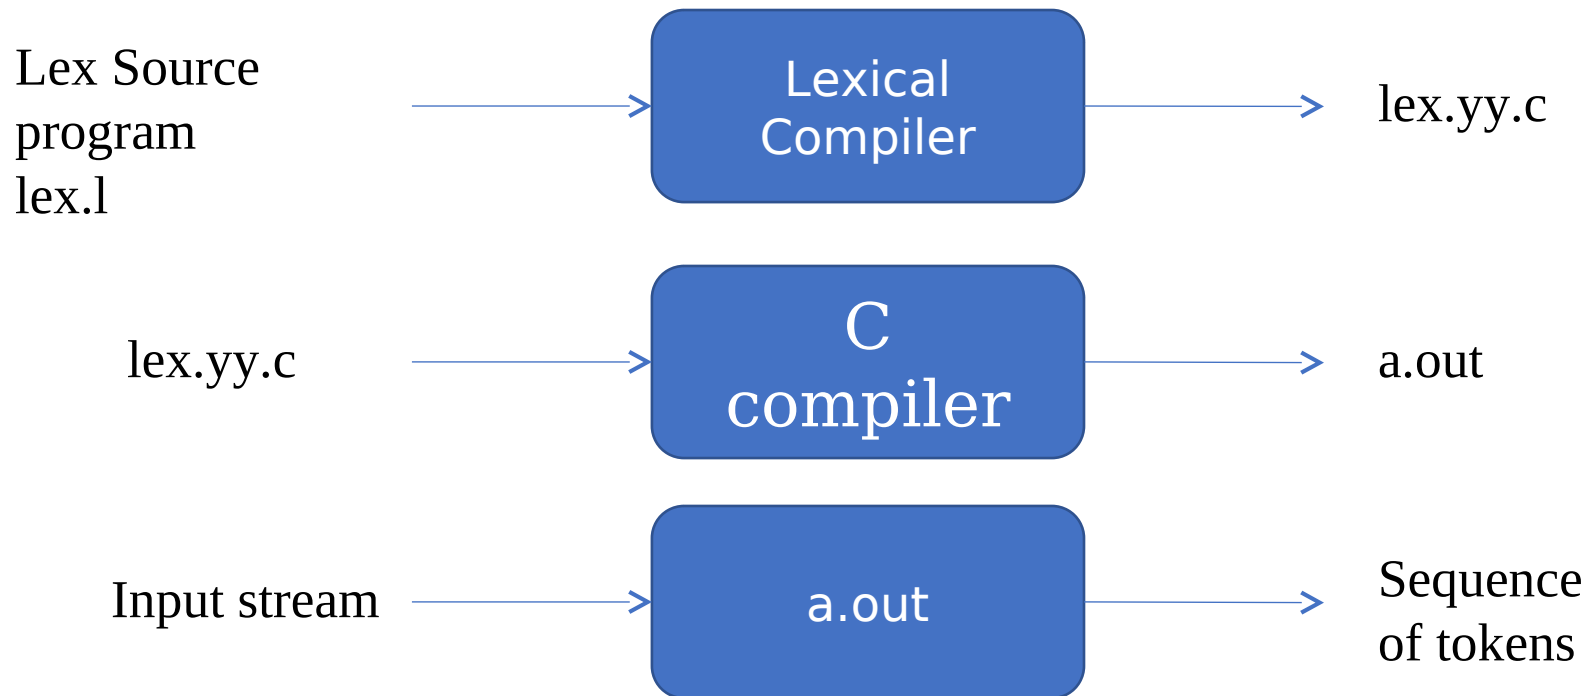 Lex Source
program
lex.l
Lexical
Compiler
lex.yy.c
lex.yy.c
C
compiler
a.out
Input stream
a.out
Sequence
of tokens